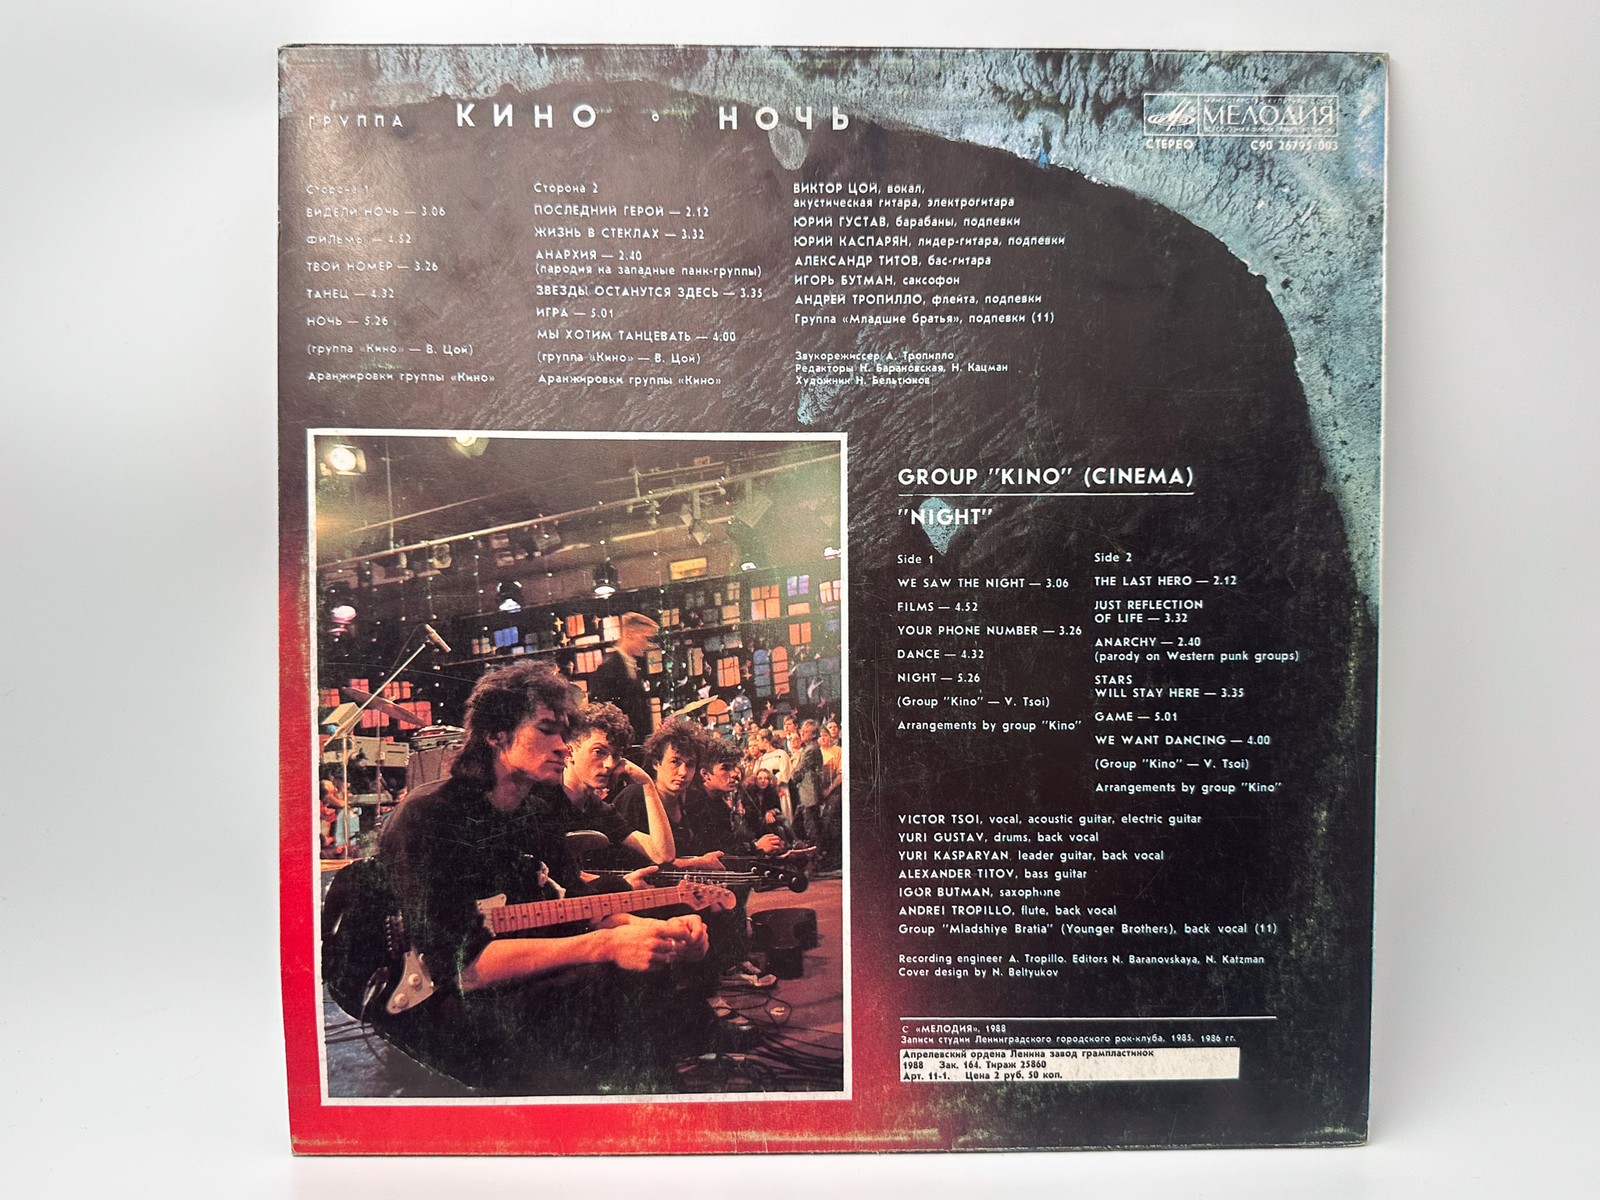 ГРУППА КИНО ° НОЧЬ
МЕЛОДИЯ
СТЕРЕО С90 26795 003
Сторона 1
ВИДЕЛИ НОЧЬ — 3.06
ФИЛЬМЫ — 4.52
ТВОЙ НОМЕР — 3.26
ТАНЕЦ — 4.32
НОЧЬ — 5.26
(группа «Кино» — В. Цой)
Аранжировки группы «Кино»
Сторона 2
ПОСЛЕДНИЙ ГЕРОЙ — 2.12
ЖИЗНЬ В СТЕКЛАХ — 3.32
АНАРХИЯ — 2.40
(пародия на западные панк-группы)
ЗВЕЗДЫ ОСТАНУТСЯ ЗДЕСЬ — 3.35
ИГРА — 5.01
МЫ ХОТИМ ТАНЦЕВАТЬ — 4.00
(группа «Кино» — В. Цой)
Аранжировки группы «Кино»
ВИКТОР ЦОЙ, вокал,
акустическая гитара, электрогитара
ЮРИЙ ГУСТАВ, барабаны, подпевки
ЮРИЙ КАСПАРЯН, лидер-гитара, подпевки
АЛЕКСАНДР ТИТОВ, бас-гитара
ИГОРЬ БУТМАН, саксофон
АНДРЕЙ ТРОПИЛЛО, флейта, подпевки
Группа «Младшие братья», подпевки (11)
Звукорежиссер А. Тропилло
Редакторы Н. Барановская, Н. Кацман
Художник Н. Бельтюков
GROUP "KINO" (CINEMA)
"NIGHT"
Side 1
WE SAW THE NIGHT — 3.06
FILMS — 4.52
YOUR PHONE NUMBER — 3.26
DANCE — 4.32
NIGHT — 5.26
(Group "Kino" — V. Tsoi)
Arrangements by group "Kino"
Side 2
THE LAST HERO — 2.12
JUST REFLECTION
OF LIFE — 3.32
ANARCHY — 2.40
(parody on Western punk groups)
STARS
WILL STAY HERE — 3.35
GAME — 5.01
WE WANT DANCING — 4.00
(Group "Kino" — V. Tsoi)
Arrangements by group "Kino"
VICTOR TSOI, vocal, acoustic guitar, electric guitar
YURI GUSTAV, drums, back vocal
YURI KASPARYAN, leader guitar, back vocal
ALEXANDER TITOV, bass guitar
IGOR BUTMAN, saxophone
ANDREI TROPILLO, flute, back vocal
Group "Mladshiye Bratia" (Younger Brothers), back vocal (11)
Recording engineer A. Tropillo. Editors N. Baranovskaya, N. Katzman
Cover design by N. Beltyukov
С «МЕЛОДИЯ», 1988
Записи студии Ленинградского городского рок-клуба. 1985, 1986 гг.
Апрелевский ордена Ленина завод грампластинок
1988 Зак. 164. Тираж 25860
Арт. 11-1. Цена 2 руб. 50 коп.